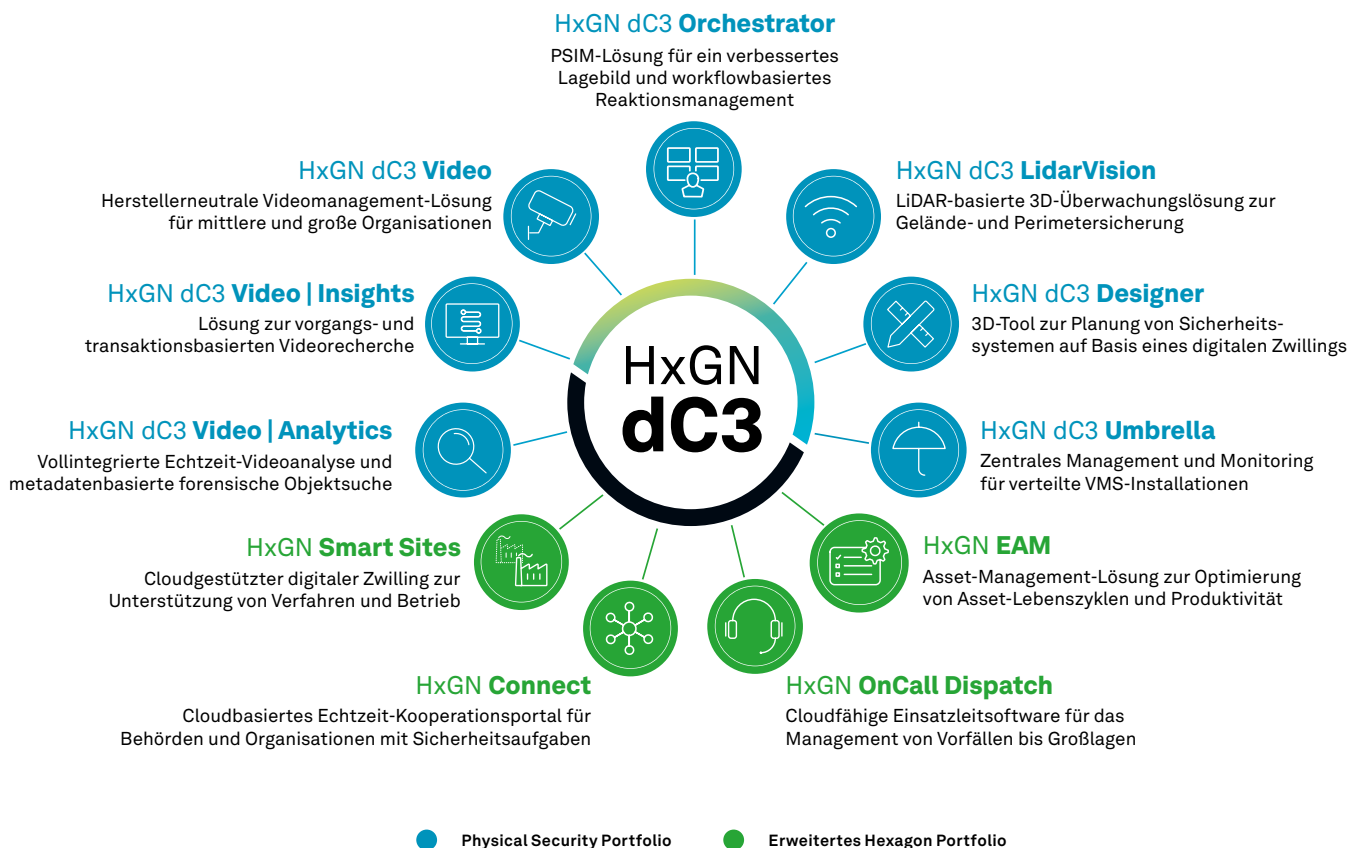 HxGN dC3 Orchestrator
PSIM-Lösung für ein verbessertes
Lagebild und workflowbasiertes
Reaktionsmanagement
HxGN dC3 Video
Herstellerneutrale Videomanagement-Lösung
für mittlere und große Organisationen
HxGN dC3 LidarVision
LiDAR-basierte 3D-Überwachungslösung zur
Gelände- und Perimetersicherung
HxGN dC3 Video | Insights
Lösung zur vorgangs- und
transaktionsbasierten Videorecherche
HxGN dC3 Designer
3D-Tool zur Planung von Sicherheits-
systemen auf Basis eines digitalen Zwillings
HxGN
dC3
HxGN dC3 Video | Analytics
Vollintegrierte Echtzeit-Videoanalyse und
metadatenbasierte forensische Objektsuche
HxGN dC3 Umbrella
Zentrales Management und Monitoring
für verteilte VMS-Installationen
HxGN Smart Sites
Cloudgestützter digitaler Zwilling zur
Unterstützung von Verfahren und Betrieb
HxGN EAM
Asset-Management-Lösung zur Optimierung
von Asset-Lebenszyklen und Produktivität
HxGN Connect
Cloudbasiertes Echtzeit-Kooperationsportal für
Behörden und Organisationen mit Sicherheitsaufgaben
HxGN OnCall Dispatch
Cloudfähige Einsatzleitsoftware für das
Management von Vorfällen bis Großlagen
Physical Security Portfolio
Erweitertes Hexagon Portfolio